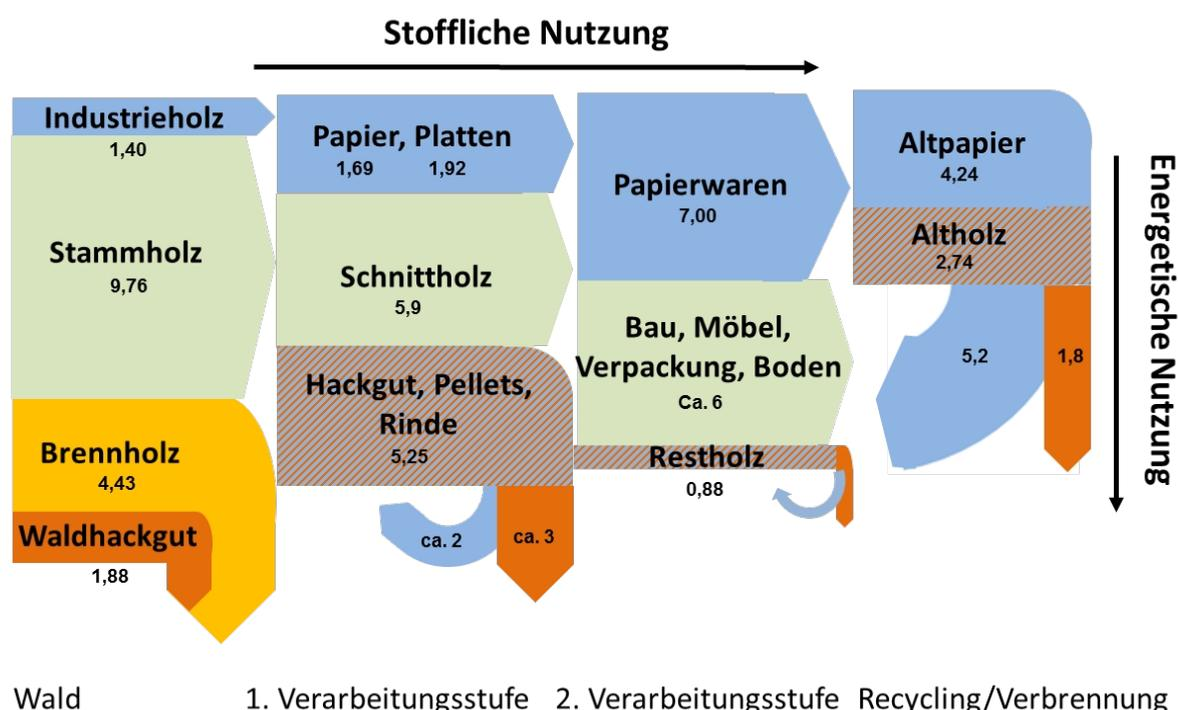 Stoffliche Nutzung
Industrieholz
1,40
Stammholz
9,76
Brennholz
4,43
Waldhackgut
1,88
Papier, Platten
1,69 1,92
Schnittholz
5,9
Hackgut, Pellets,
Rinde
5,25
ca. 2
ca. 3
Papierwaren
7,00
Bau, Möbel,
Verpackung, Boden
Ca. 6
Restholz
0,88
Altpapier
4,24
Altholz
2,74
5,2
1,8
Energetische Nutzung
Wald
1. Verarbeitungsstufe
2. Verarbeitungsstufe
Recycling/Verbrennung